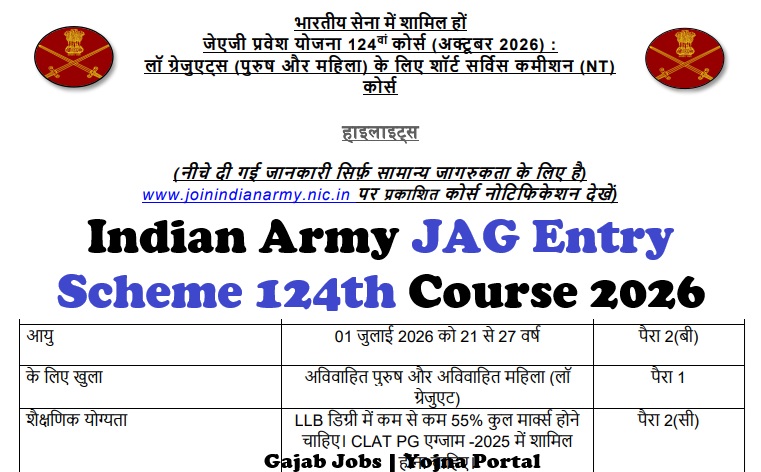 भारतीय सेना में शामिल हों
जेएजी प्रवेश योजना 124वां कोर्स (अक्टूबर 2026) :
लॉ ग्रेजुएट्स (पुरुष और महिला) के लिए शॉर्ट सर्विस कमीशन (NT)
कोर्स
हाइलाइट्स
(नीचे दी गई जानकारी सिर्फ़ सामान्य जागरुकता के लिए है)
www.joinindianarmy.nic.in पर प्रकाशित कोर्स नोटिफिकेशन देखें)
Indian Army JAG Entry
Scheme 124th Course 2026
आयु 01 जुलाई 2026 को 21 से 27 वर्ष पैरा 2(बी)
के लिए खुला अविवाहित पुरुष और अविवाहित महिला (लॉ ग्रेजुएट) पैरा 1
शैक्षणिक योग्यता LLB डिग्री में कम से कम 55% कुल मार्क्स होने पैरा 2(सी)
चाहिए। CLAT PG एग्जाम -2025 में शामिल
Gajab Jobs | Yojna Portal